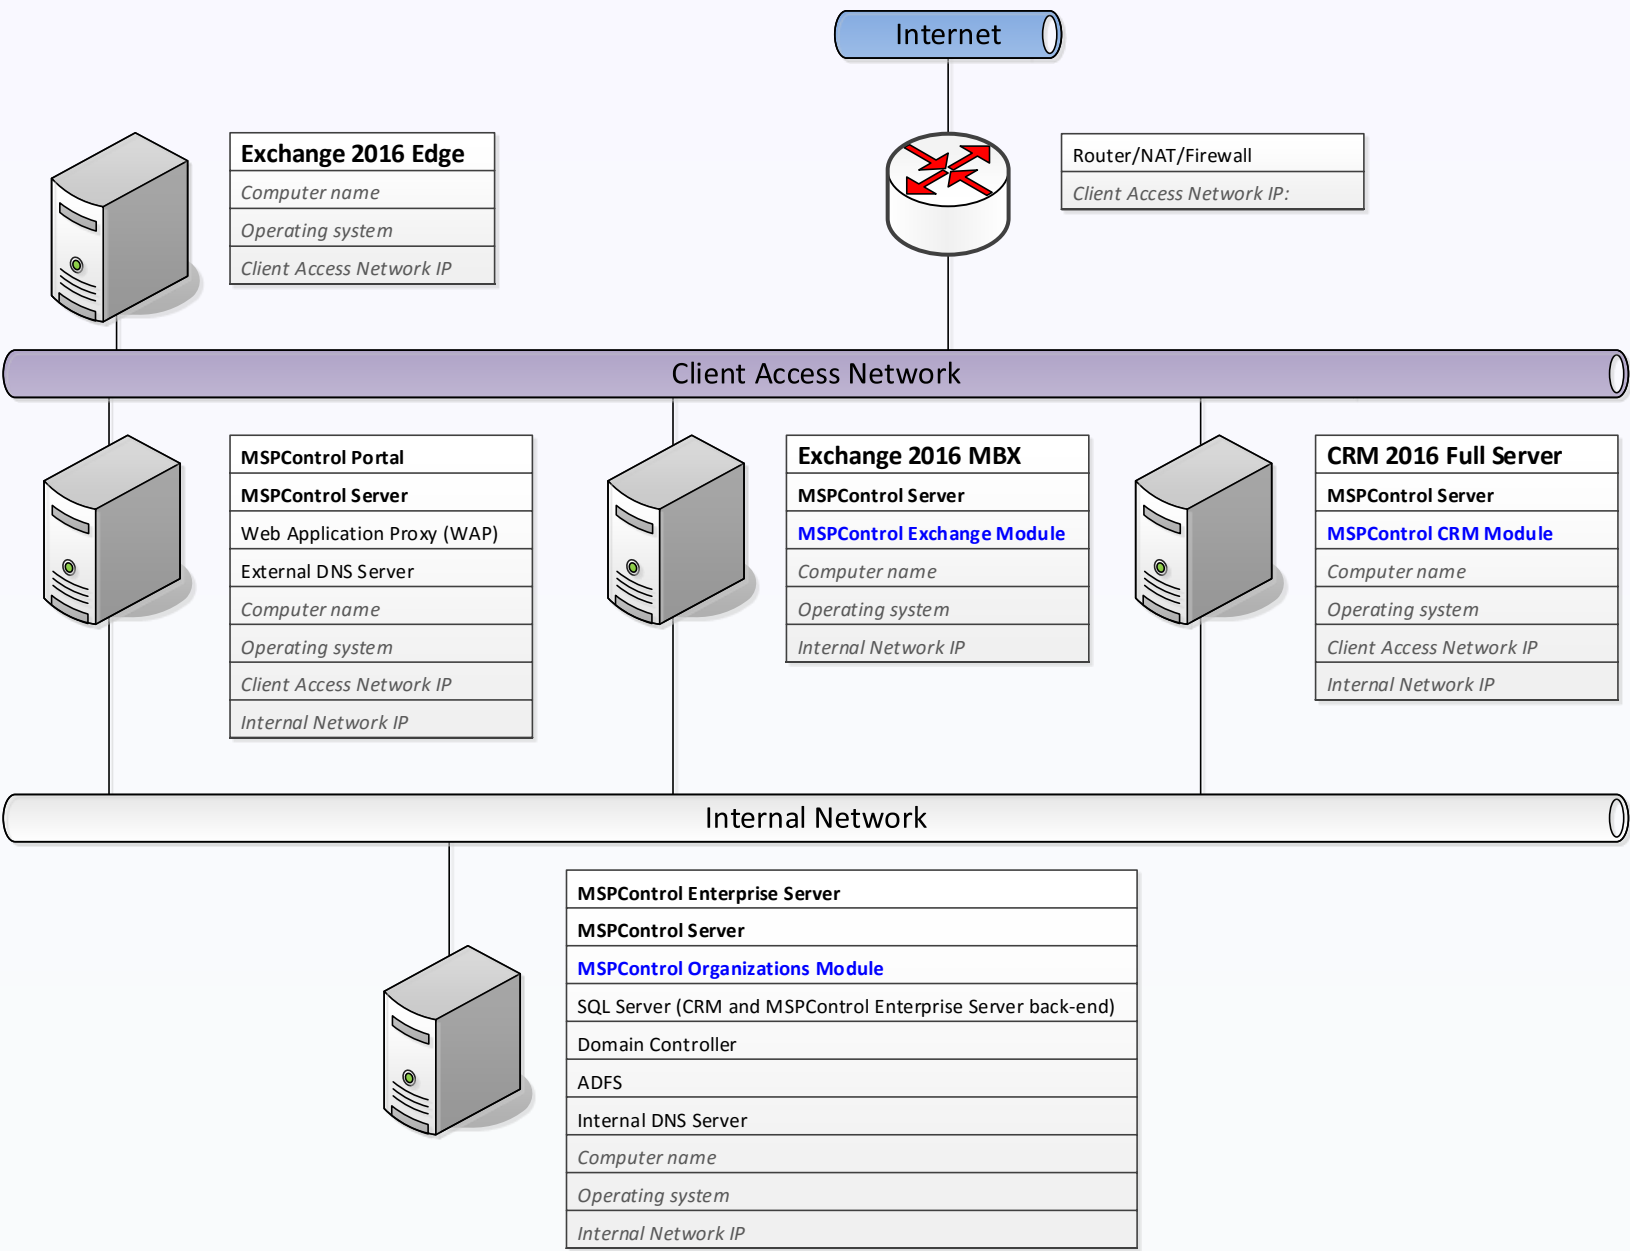 Internet
Exchange 2016 Edge
Computer name
Operating system
Client Access Network IP
Router/NAT/Firewall
Client Access Network IP:
Client Access Network
MSPControl Portal
MSPControl Server
Web Application Proxy (WAP)
External DNS Server
Computer name
Operating system
Client Access Network IP
Internal Network IP
Exchange 2016 MBX
MSPControl Server
MSPControl Exchange Module
Computer name
Operating system
Internal Network IP
CRM 2016 Full Server
MSPControl Server
MSPControl CRM Module
Computer name
Operating system
Client Access Network IP
Internal Network IP
Internal Network
MSPControl Enterprise Server
MSPControl Server
MSPControl Organizations Module
SQL Server (CRM and MSPControl Enterprise Server back-end)
Domain Controller
ADFS
Internal DNS Server
Computer name
Operating system
Internal Network IP